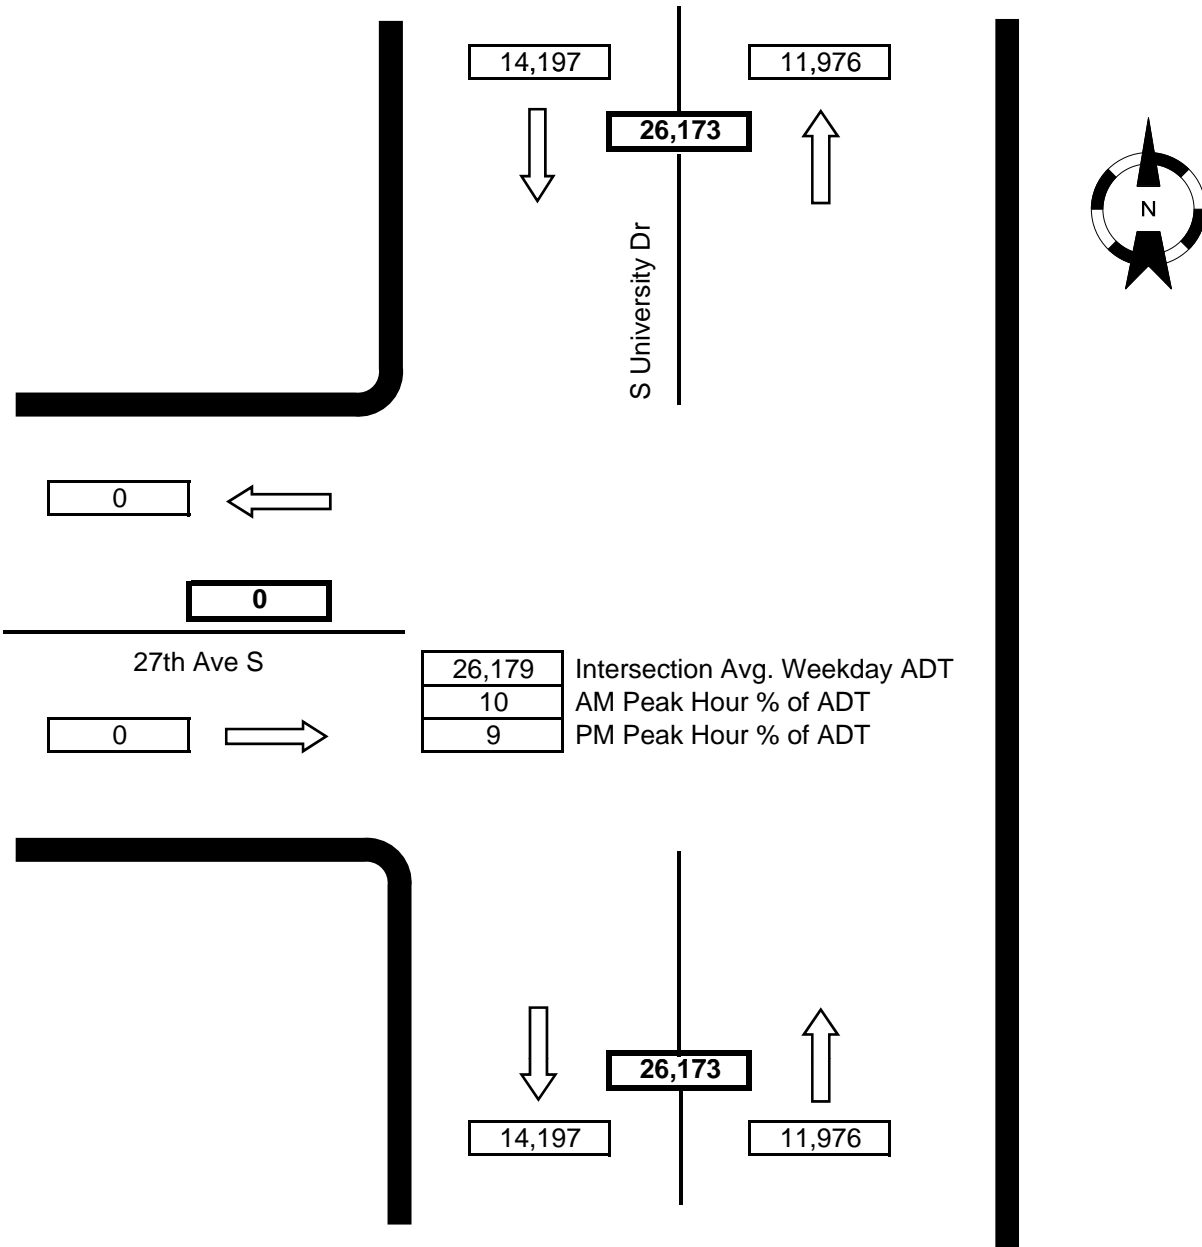 14,197
11,976
26,173
N
S University Dr
0
0
27th Ave S
26,179 Intersection Avg. Weekday ADT
10 AM Peak Hour % of ADT
0
9 PM Peak Hour % of ADT
26,173
14,197
11,976